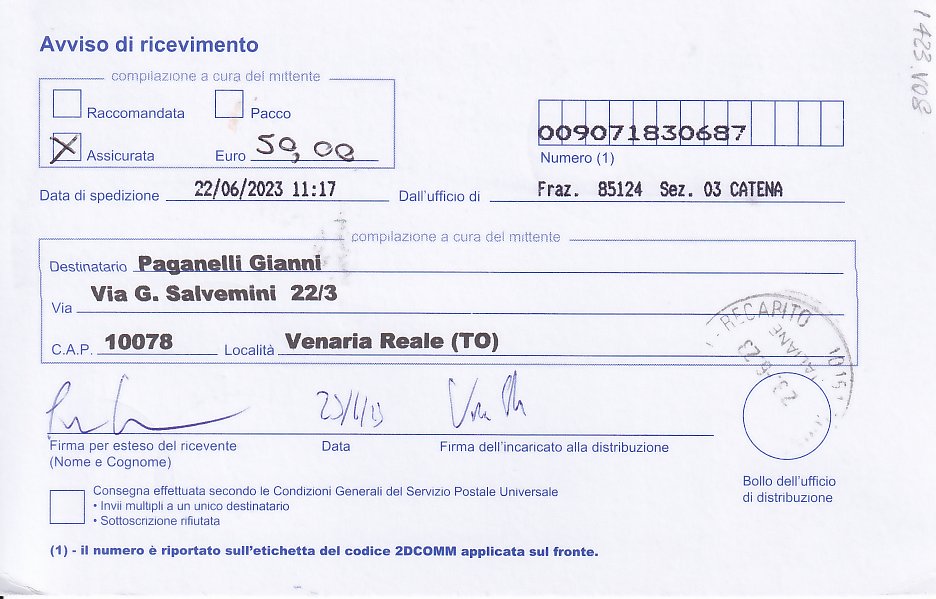 Avviso di ricevimento
compilazione a cura del mittente
Raccomandata Pacco
Assicurata Euro 50,00
009071830687
Numero (1)
Data di spedizione 22/06/2023 11:17 Dall'ufficio di Fraz. 85124 Sez. 03 CATENA
compilazione a cura del mittente
Destinatario Paganelli Gianni
Via Via G. Salvemini 22/3
C.A.P. 10078 Località Venaria Reale (TO)
RECAPITO
23.6.23
23/6/23
Firma per esteso del ricevente Data Firma dell'incaricato alla distribuzione
(Nome e Cognome)
Bollo dell'ufficio
di distribuzione
Consegna effettuata secondo le Condizioni Generali del Servizio Postale Universale
• Invii multipli a un unico destinatario
• Sottoscrizione rifiutata
(1) - il numero è riportato sull'etichetta del codice 2DCOMM applicata sul fronte.
1423.V08